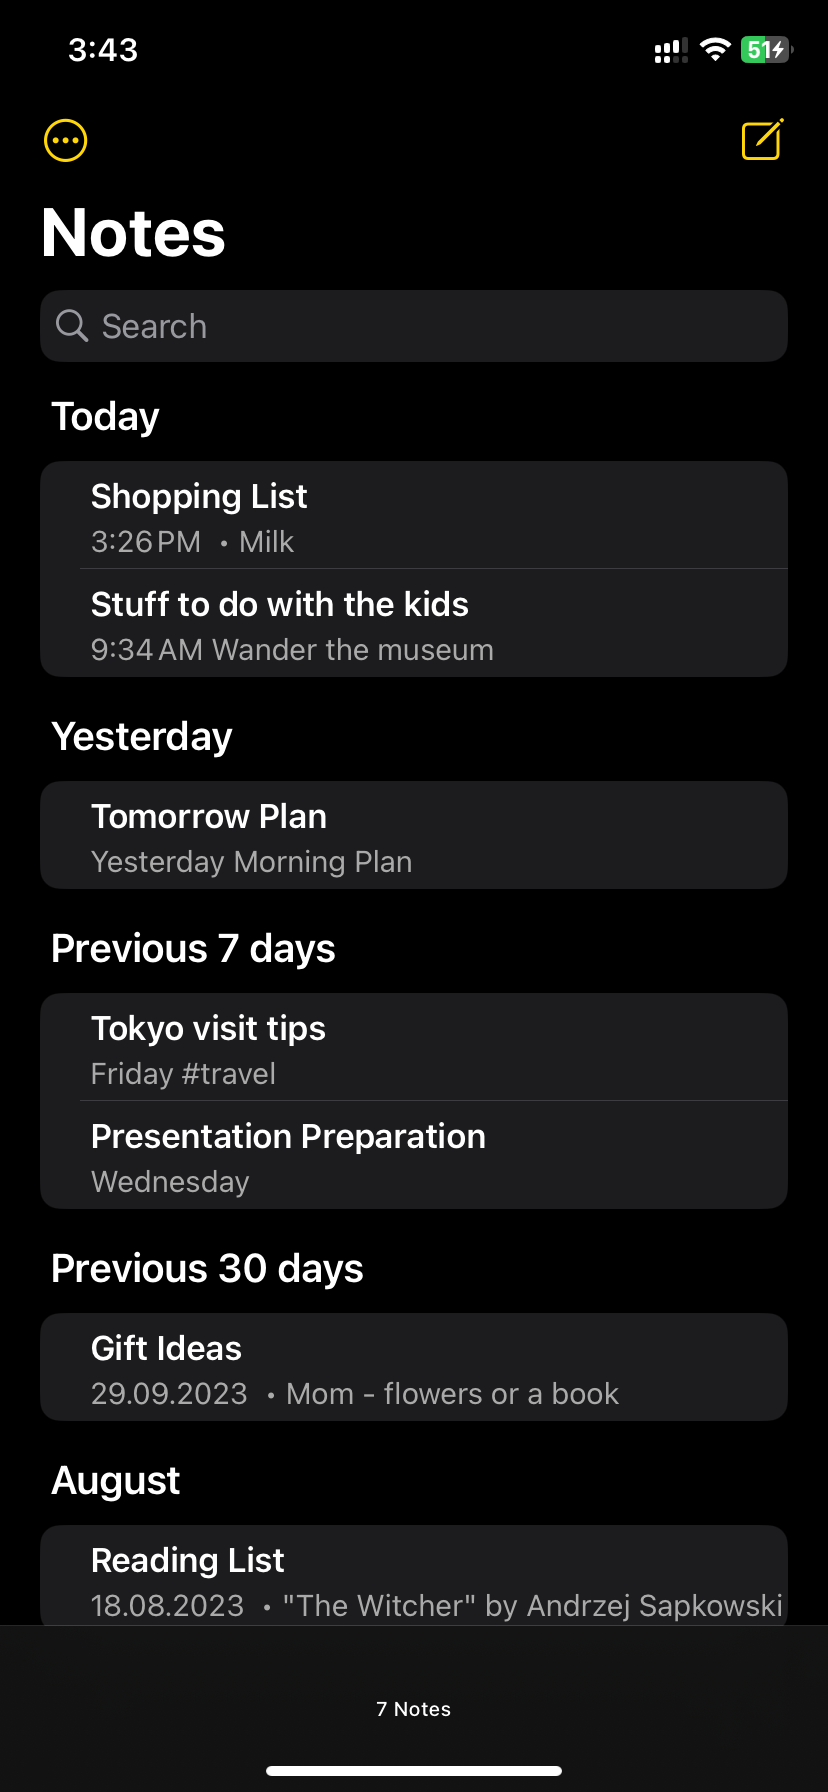 3:43
51
Notes
Search
Today
Shopping List
3:26 PM • Milk
Stuff to do with the kids
9:34 AM Wander the museum
Yesterday
Tomorrow Plan
Yesterday Morning Plan
Previous 7 days
Tokyo visit tips
Friday #travel
Presentation Preparation
Wednesday
Previous 30 days
Gift Ideas
29.09.2023 • Mom - flowers or a book
August
Reading List
18.08.2023 • "The Witcher" by Andrzej Sapkowski
7 Notes